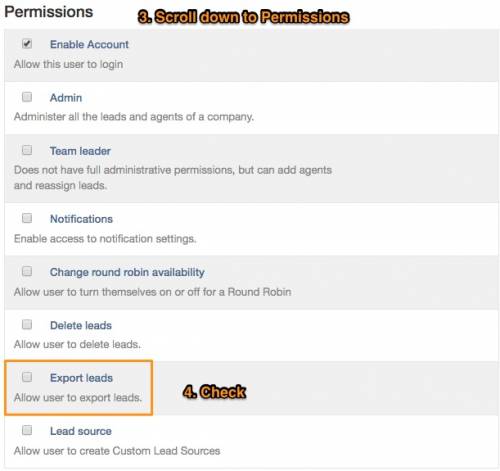 Permissions
3. Scroll down to Permissions
Enable Account
Allow this user to login
Admin
Administer all the leads and agents of a company.
Team leader
Does not have full administrative permissions, but can add agents
and reassign leads.
Notifications
Enable access to notification settings.
Change round robin availability
Allow user to turn themselves on or off for a Round Robin
Delete leads
Allow user to delete leads.
Export leads
4. Check
Allow user to export leads.
Lead source
Allow user to create Custom Lead Sources